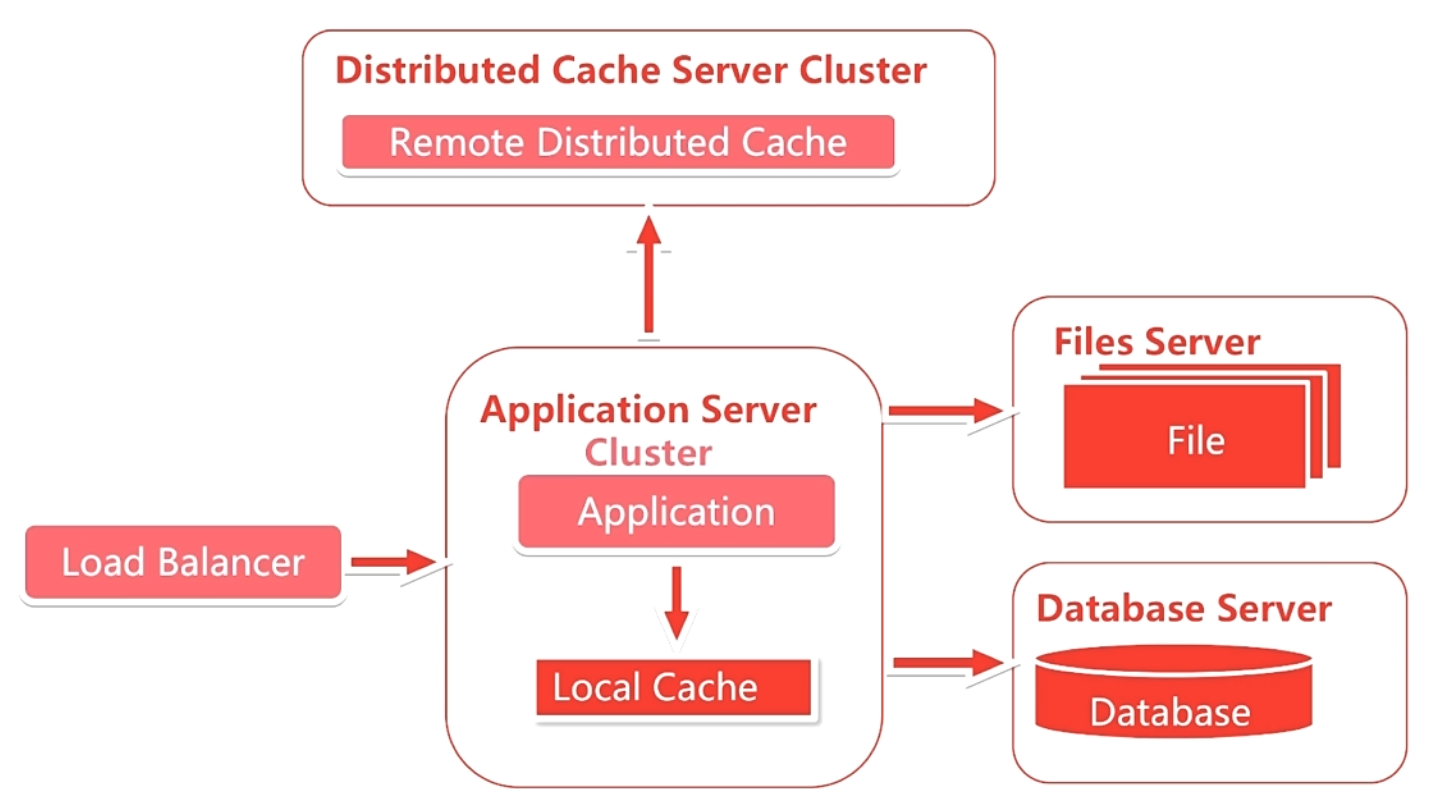 Distributed Cache Server Cluster
Remote Distributed Cache
Files Server
File
Application Server
Cluster
Application
Load Balancer
Local Cache
Database Server
Database